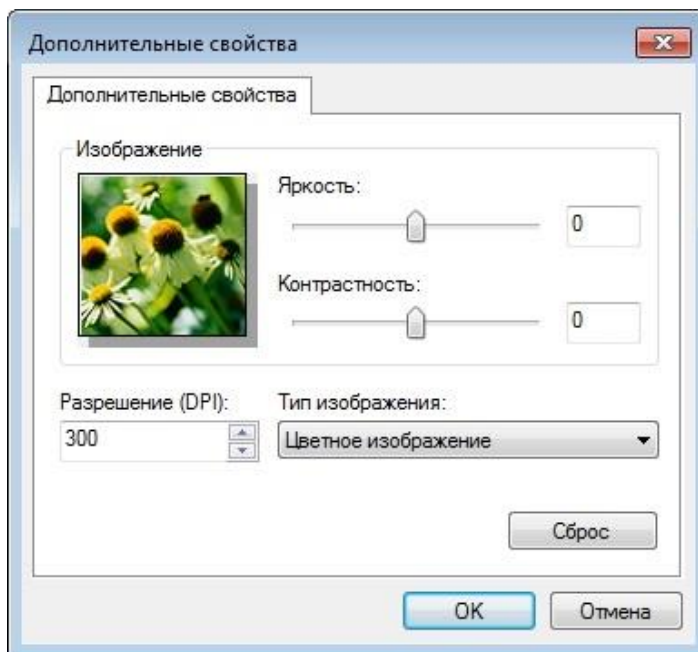 Дополнительные свойства
Дополнительные свойства
Изображение
Яркость:
0
Контрастность:
0
Разрешение (DPI):
Тип изображения:
300
Цветное изображение
Сброс
OK
Отмена